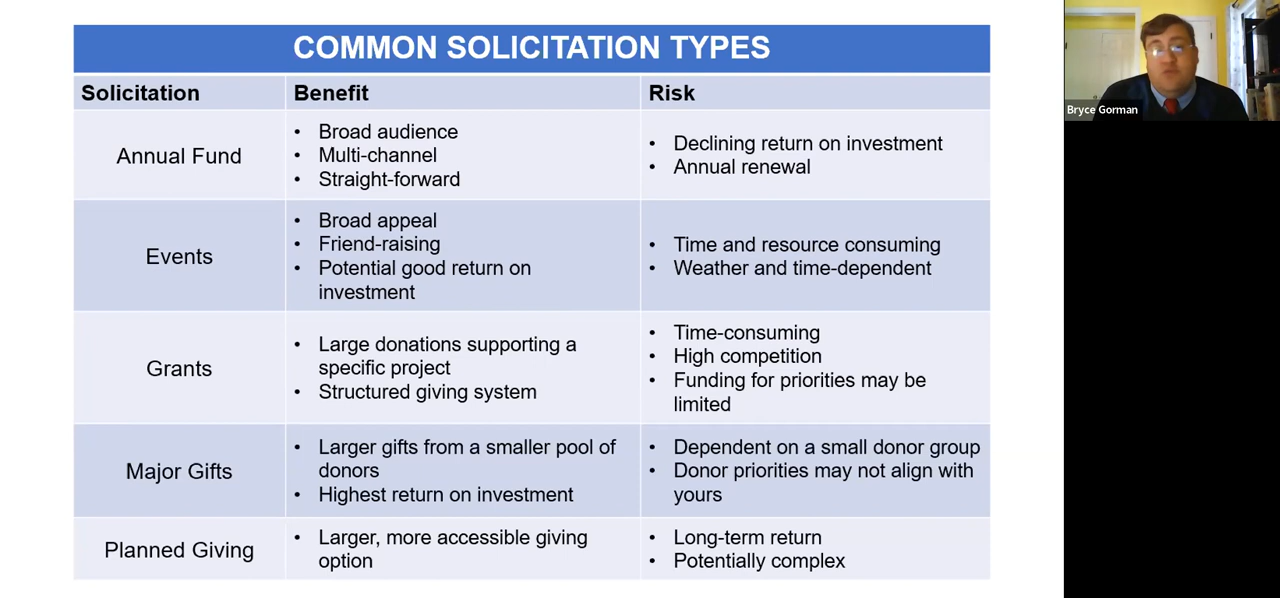 COMMON SOLICITATION TYPES
Solicitation
Benefit
Risk
Annual Fund
• Broad audience
• Multi-channel
• Straight-forward
• Declining return on investment
• Annual renewal
Events
• Broad appeal
• Friend-raising
• Potential good return on
investment
• Time and resource consuming
• Weather and time-dependent
Grants
• Large donations supporting a
specific project
• Structured giving system
• Time-consuming
• High competition
• Funding for priorities may be
limited
Major Gifts
• Larger gifts from a smaller pool of
donors
• Highest return on investment
• Dependent on a small donor group
• Donor priorities may not align with
yours
Planned Giving
• Larger, more accessible giving
option
• Long-term return
• Potentially complex
Bryce Gorman